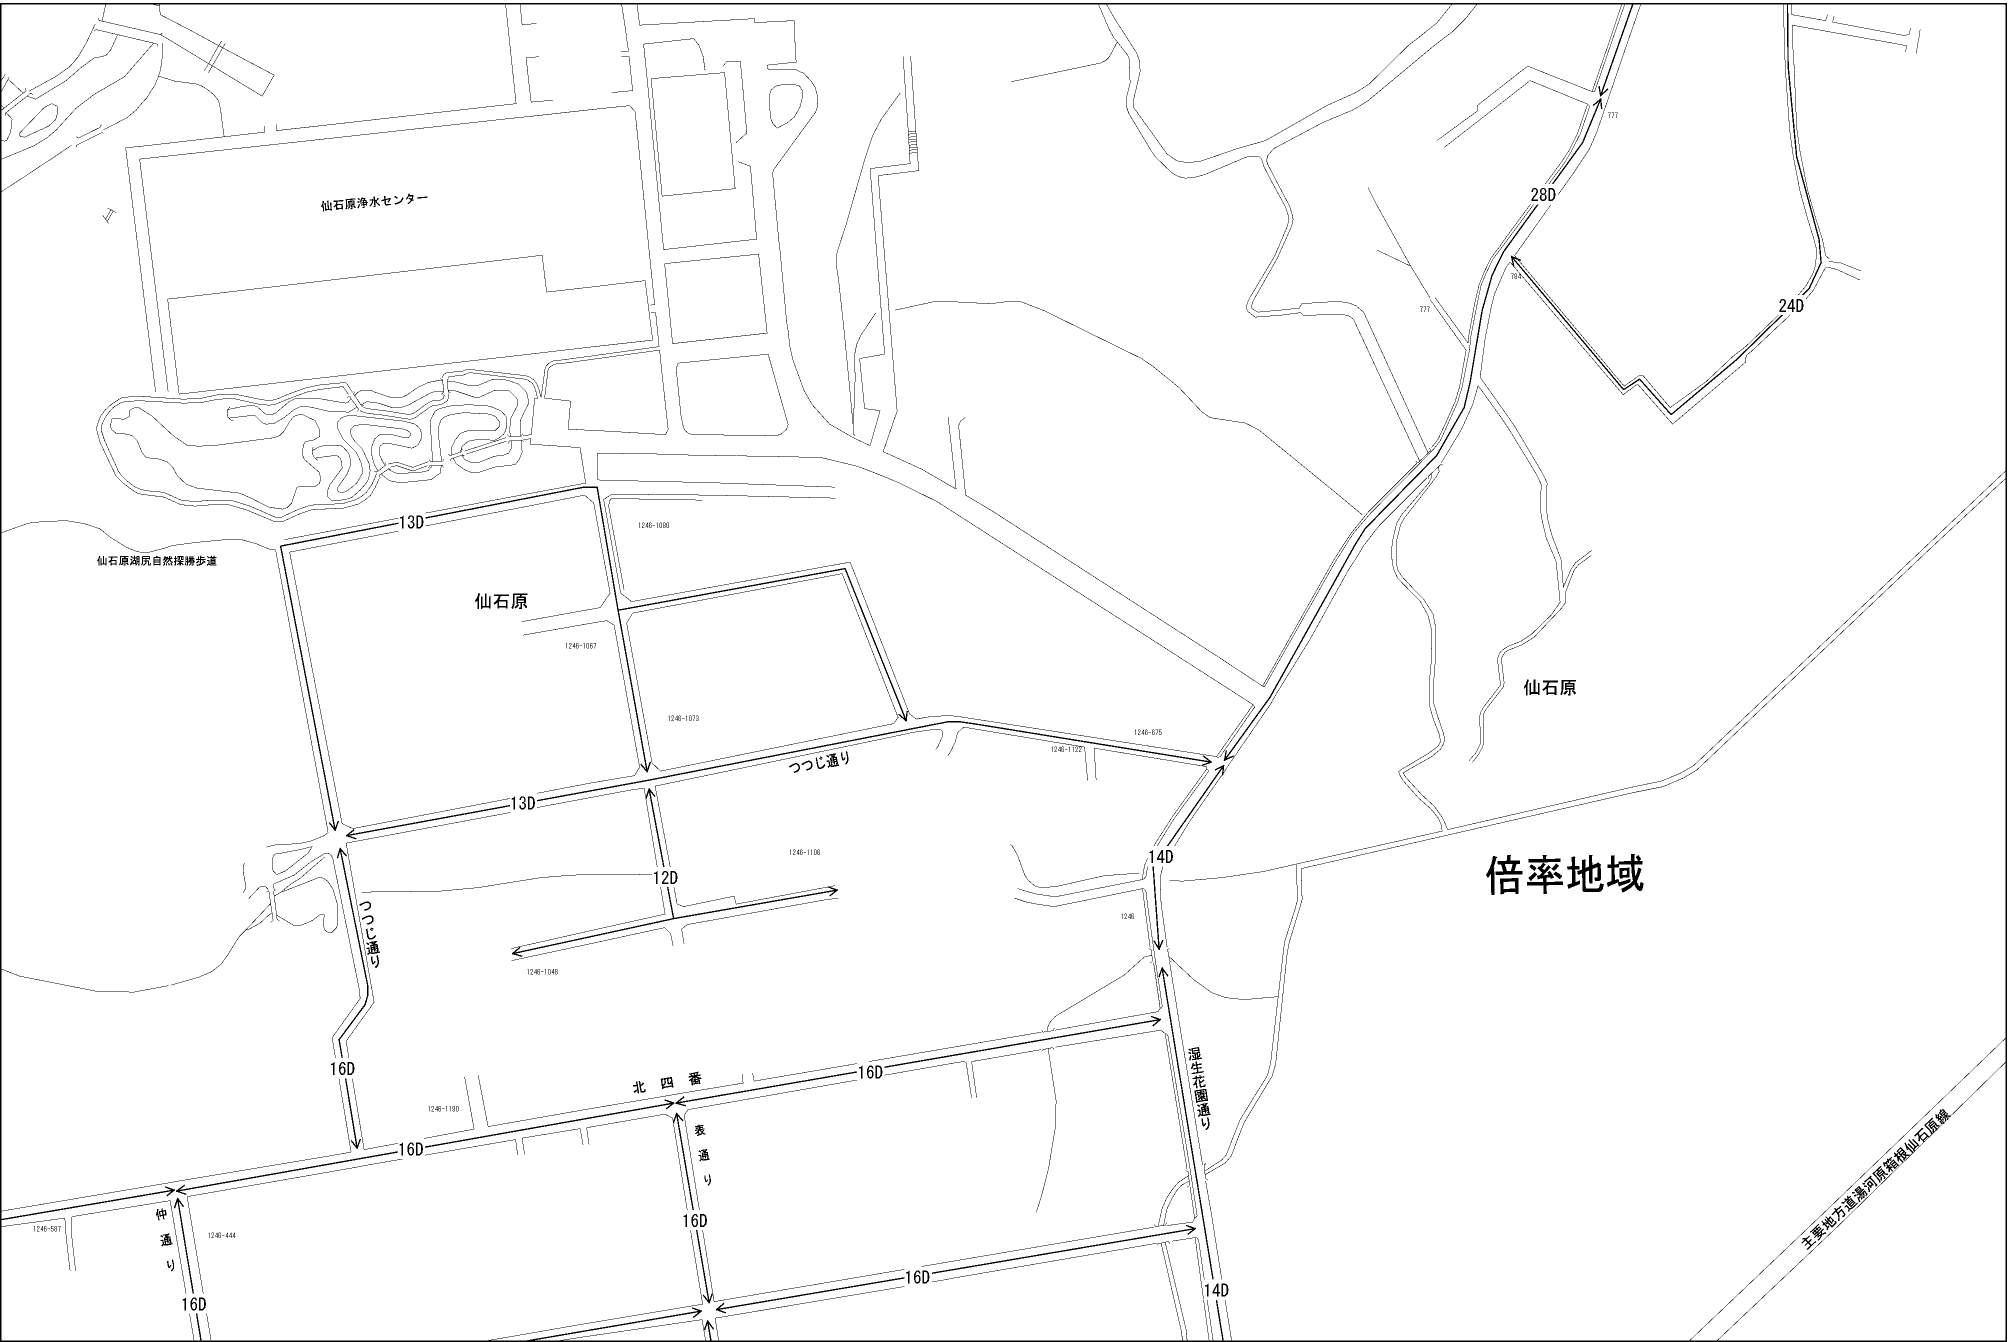 777
仙石原浄水センター
28D
794
24D
777
13D
1246-1080
仙石原湖尻自然探勝歩道
仙石原
1246-1067
仙石原
1246-1073
1246-675
1246-1122
つつじ通り
13D
1246-1106
14D
倍率地域
12D
つつじ通り
1246
1246-1048
16D
北四番
16D
湿生花園通り
1246-1190
表通り
16D
主要地方道湯河原箱根仙石原線
仲通り
1246-587
1246-444
16D
16D
16D
14D